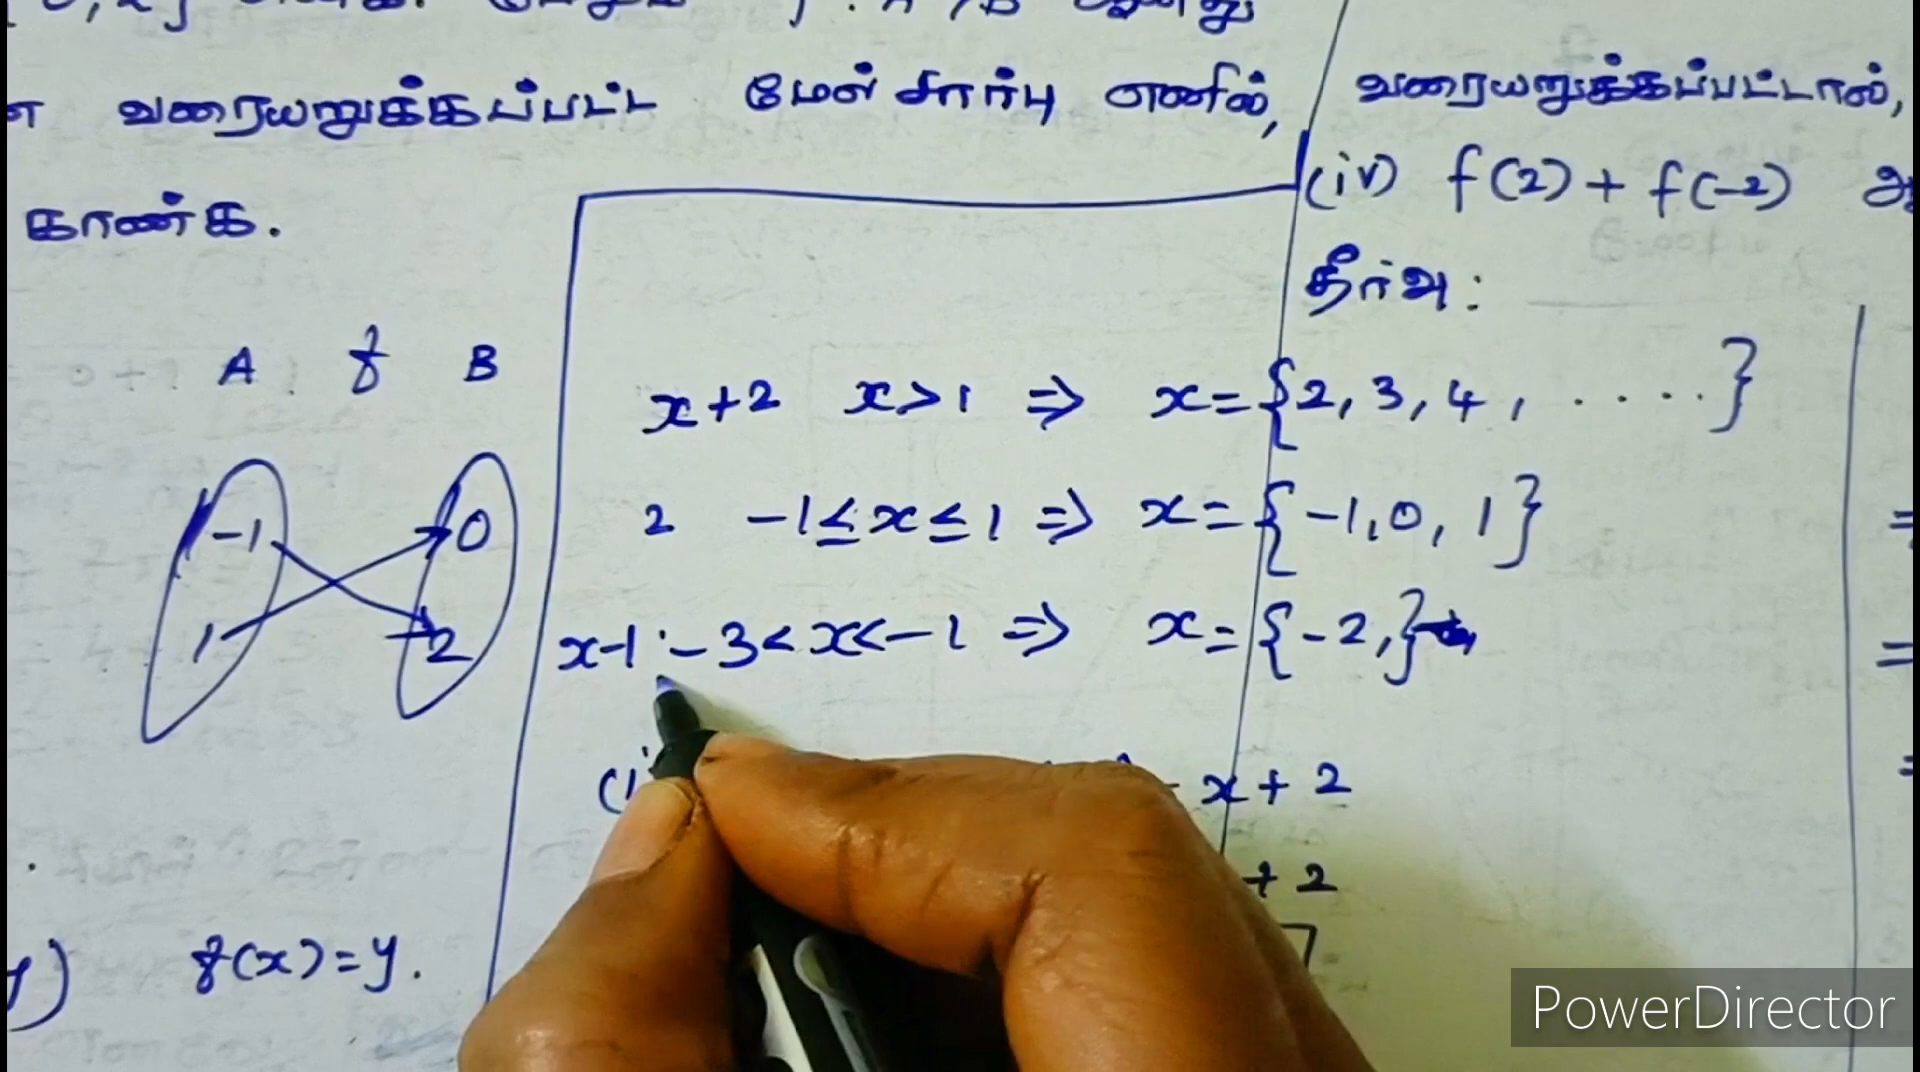 வரையறுக்கப்பட்ட மேல் சார்பு எனில்,
காண்க.
A f B
-1 0
1 2
f(x)=y.
வரையறுக்கப்பட்டால்,
(iv) f(2)+f(-2)
தீர்வு:
x+2 x>1 ⇒ x={2,3,4,.....}
2 -1≤x≤1 ⇒ x={-1,0,1}
x-1; -3<x<-1 ⇒ x={-2,}
x+2
+2
PowerDirector